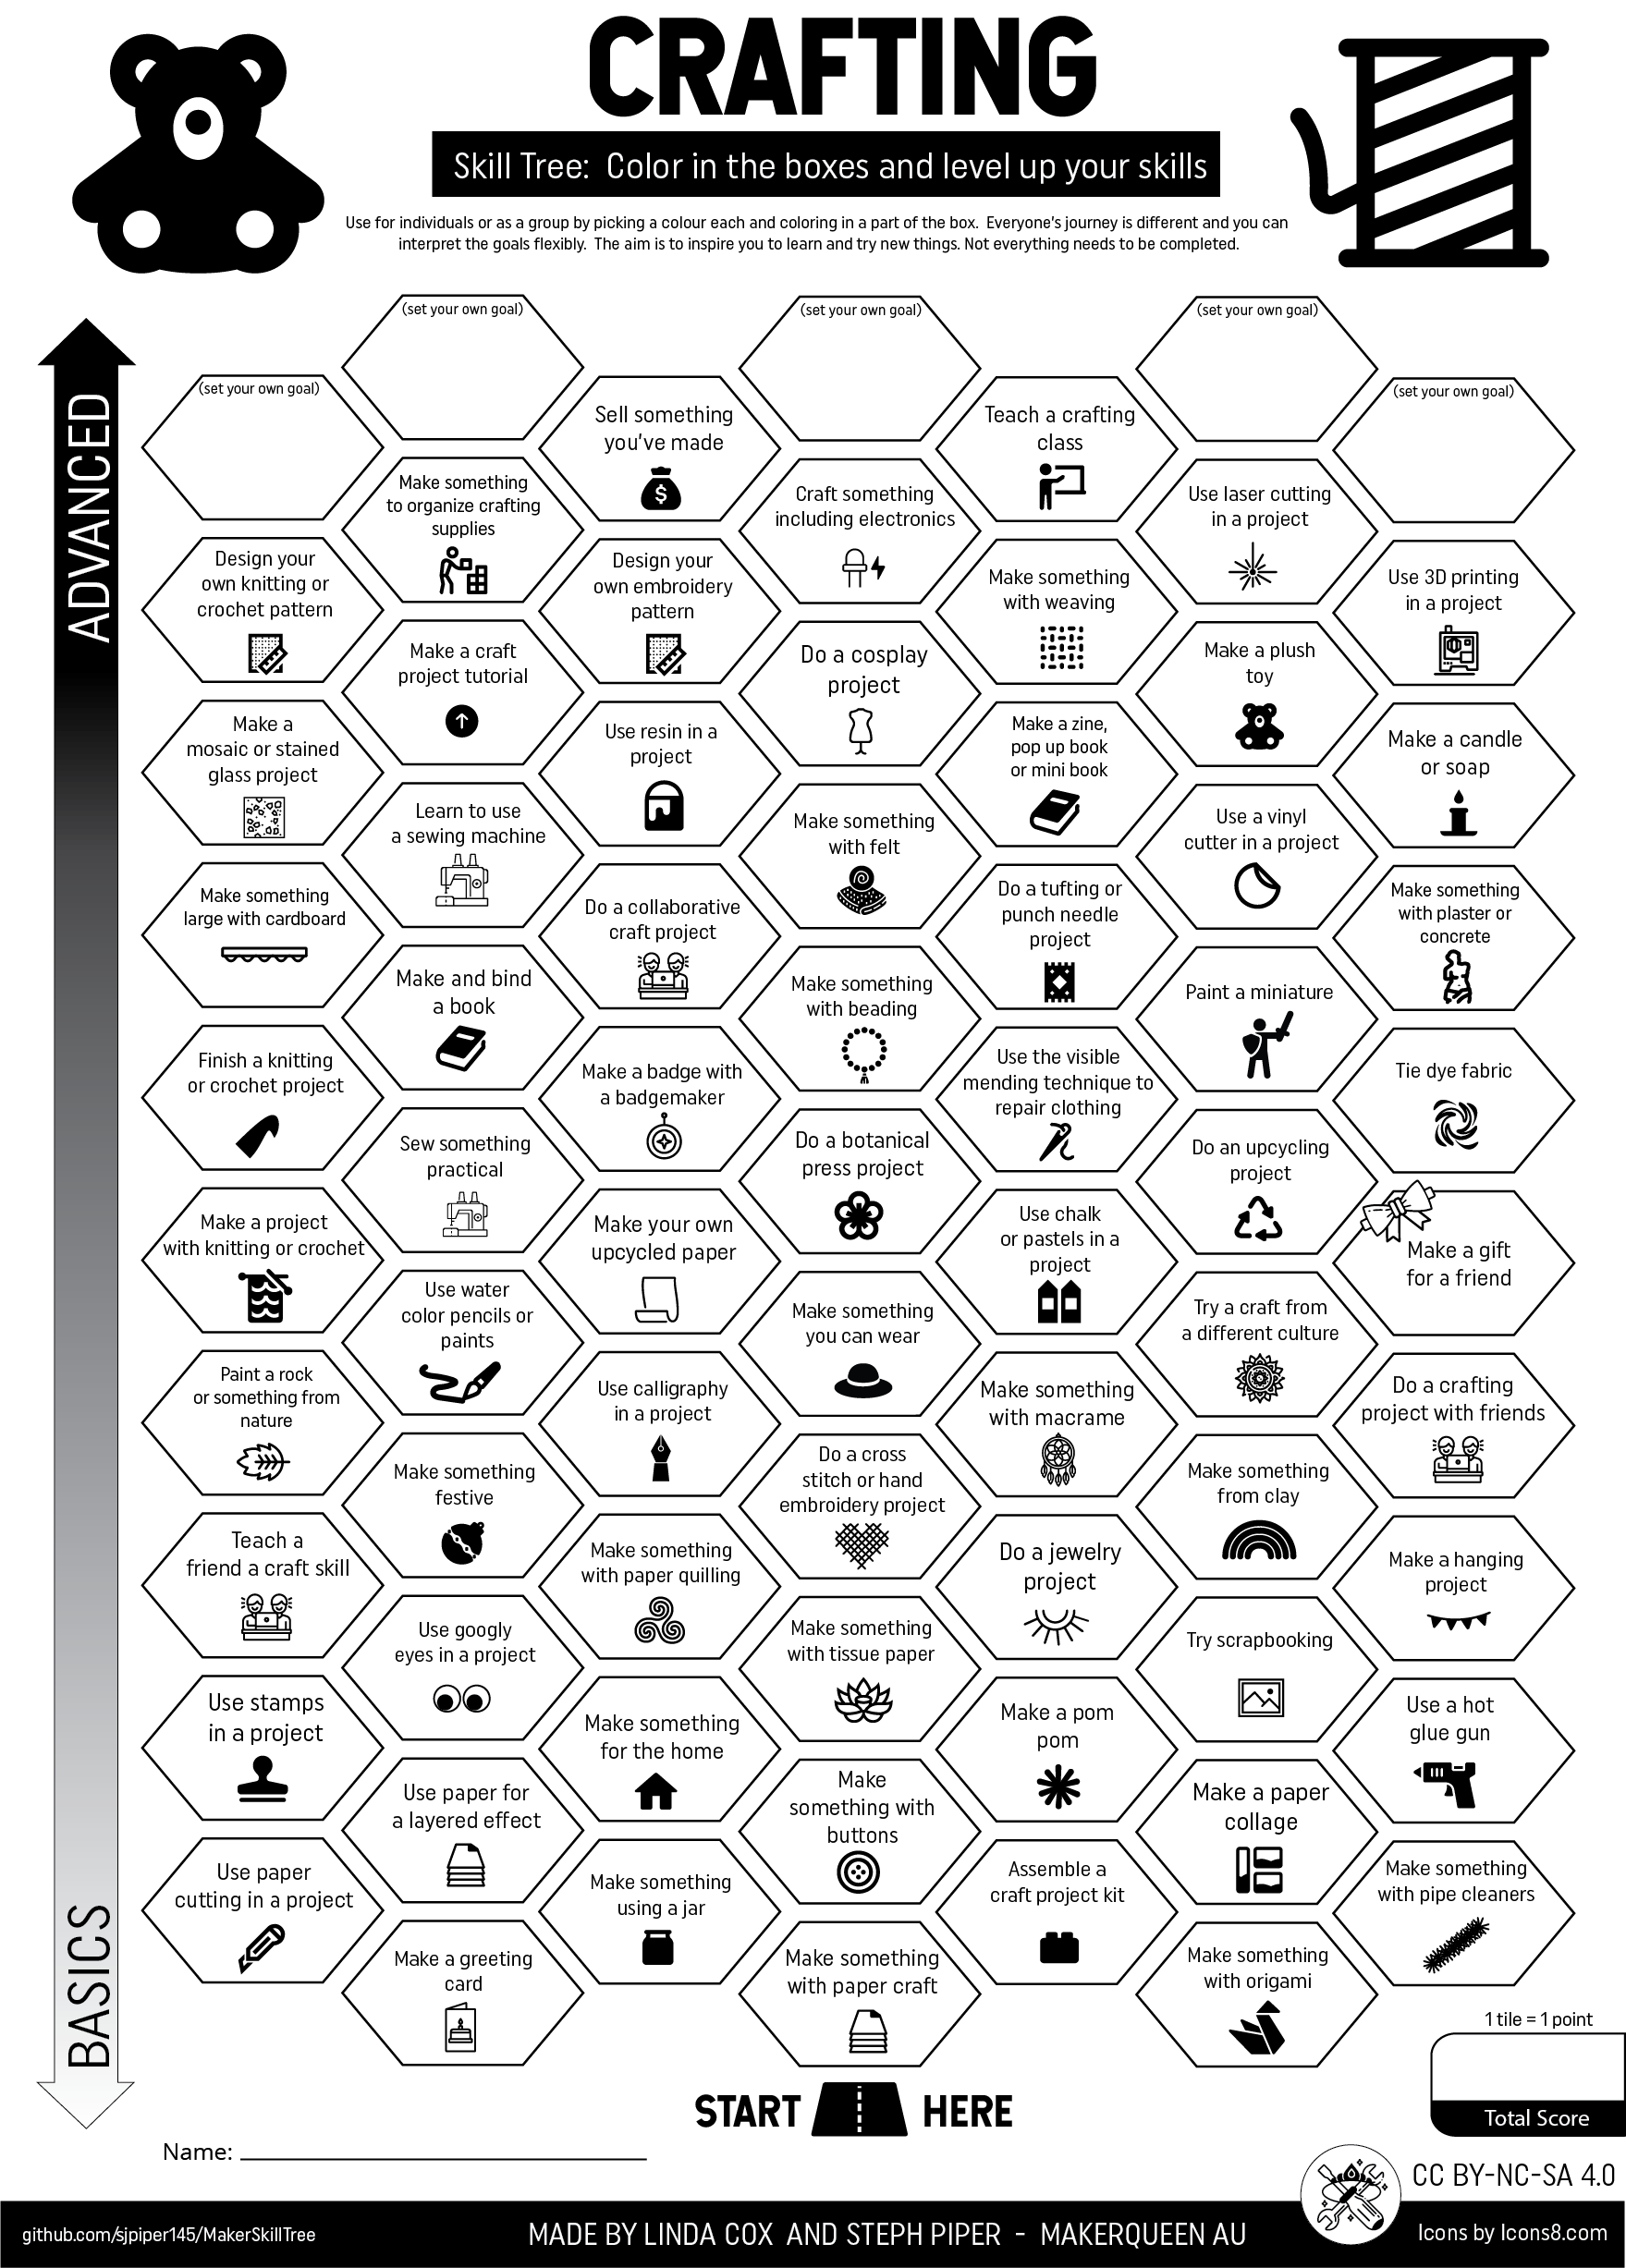 CRAFTING
Skill Tree:  Color in the boxes and level up your skills
Use for individuals or as a group by picking a colour each and coloring in a part of the box.  Everyone's journey is different and you can
interpret the goals flexibly.  The aim is to inspire you to learn and try new things. Not everything needs to be completed.
ADVANCED
BASICS
(set your own goal)
(set your own goal)
(set your own goal)
(set your own goal)
(set your own goal)
Sell something
you've made
Teach a crafting
class
Make something
to organize crafting
supplies
Craft something
including electronics
Use laser cutting
in a project
Design your
own knitting or
crochet pattern
Design your
own embroidery
pattern
Make something
with weaving
Use 3D printing
in a project
Make a craft
project tutorial
Do a cosplay
project
Make a plush
toy
Make a
mosaic or stained
glass project
Use resin in a
project
Make a zine,
pop up book
or mini book
Make a candle
or soap
Learn to use
a sewing machine
Make something
with felt
Use a vinyl
cutter in a project
Make something
large with cardboard
Do a collaborative
craft project
Do a tufting or
punch needle
project
Make something
with plaster or
concrete
Make and bind
a book
Make something
with beading
Paint a miniature
Finish a knitting
or crochet project
Make a badge with
a badgemaker
Use the visible
mending technique to
repair clothing
Tie dye fabric
Sew something
practical
Do a botanical
press project
Do an upcycling
project
Make a project
with knitting or crochet
Make your own
upcycled paper
Use chalk
or pastels in a
project
Make a gift
for a friend
Use water
color pencils or
paints
Make something
you can wear
Try a craft from
a different culture
Paint a rock
or something from
nature
Use calligraphy
in a project
Make something
with macrame
Do a crafting
project with friends
Make something
festive
Do a cross
stitch or hand
embroidery project
Make something
from clay
Teach a
friend a craft skill
Make something
with paper quilling
Do a jewelry
project
Make a hanging
project
Use googly
eyes in a project
Make something
with tissue paper
Try scrapbooking
Use stamps
in a project
Make something
for the home
Make a pom
pom
Use a hot
glue gun
Use paper for
a layered effect
Make
something with
buttons
Make a paper
collage
Use paper
cutting in a project
Make something
using a jar
Assemble a
craft project kit
Make something
with pipe cleaners
Make a greeting
card
Make something
with paper craft
Make something
with origami
1 tile = 1 point
Total Score
START HERE
Name:
CC BY-NC-SA 4.0
github.com/sjpiper145/MakerSkillTree
MADE BY LINDA COX  AND STEPH PIPER  -  MAKERQUEEN AU
Icons by Icons8.com